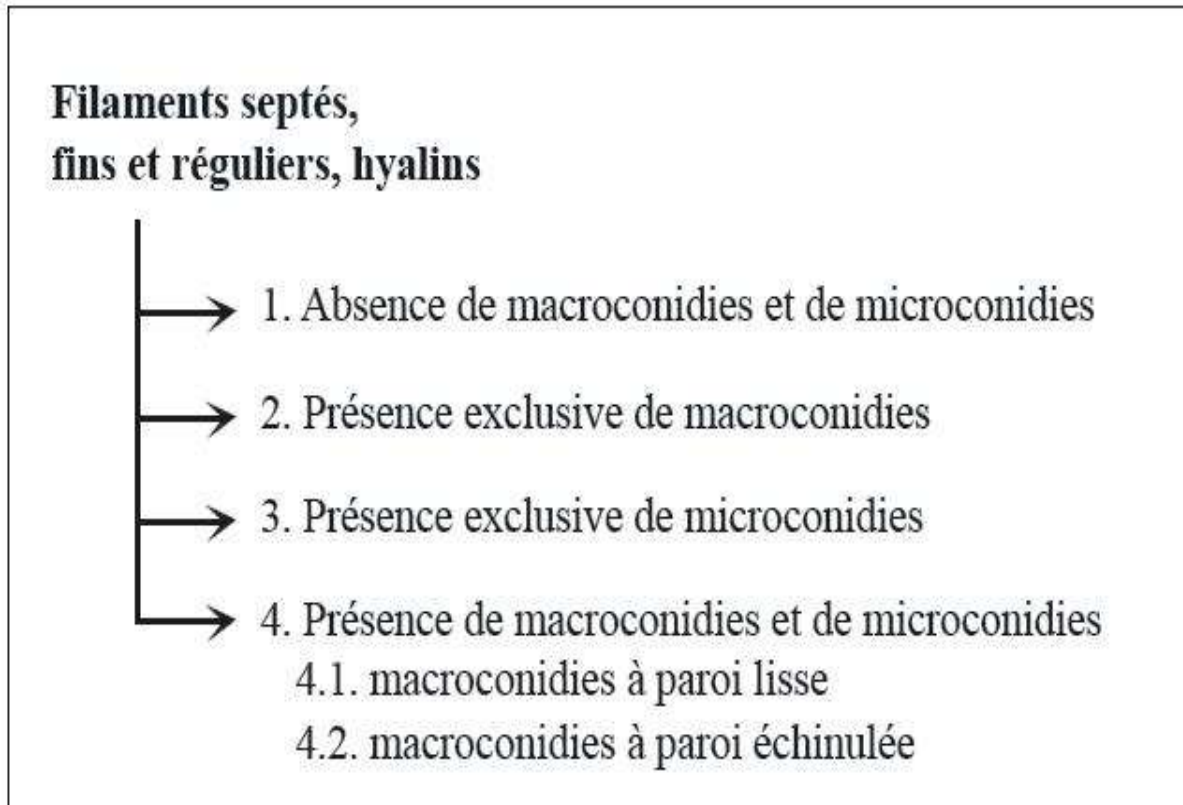 Filaments septés,
fins et réguliers, hyalins
1. Absence de macroconidies et de microconidies
2. Présence exclusive de macroconidies
3. Présence exclusive de microconidies
4. Présence de macroconidies et de microconidies
4.1. macroconidies à paroi lisse
4.2. macroconidies à paroi échinulée